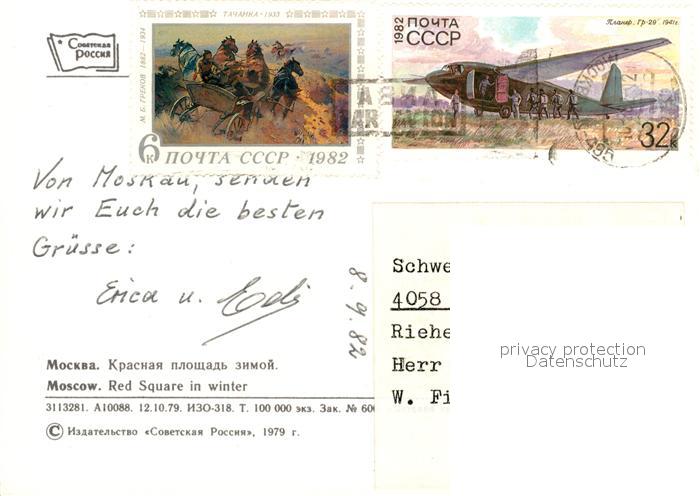 Советская
Россия
ТАЧАНКА · 1933
М. Б. ГРЕКОВ 1882 — 1934
6к ПОЧТА СССР · 1982
1982 ПОЧТА
СССР
Планер „Гр-29" 1941г.
32к
Von Moskau, senden
wir Euch die besten
Grüsse:
Erica u. Edi
8.9.82
Schwe
4058
Riehe
Herr
W. Fi
privacy protection
Datenschutz
Москва. Красная площадь зимой.
Moscow. Red Square in winter
3113281. А10088. 12.10.79. ИЗО-318. Т. 100 000 экз. Зак. № 606
© Издательство «Советская Россия», 1979 г.